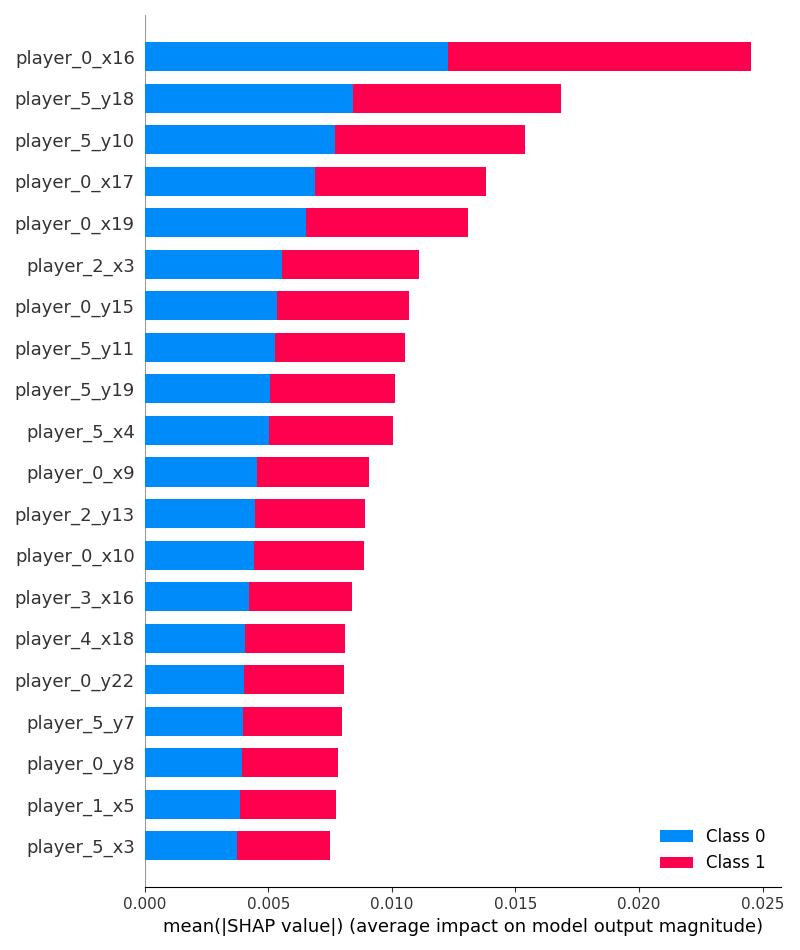 player_0_x16
player_5_y18
player_5_y10
player_0_x17
player_0_x19
player_2_x3
player_0_y15
player_5_y11
player_5_y19
player_5_x4
player_0_x9
player_2_y13
player_0_x10
player_3_x16
player_4_x18
player_0_y22
player_5_y7
player_0_y8
player_1_x5
player_5_x3
Class 0
Class 1
0.000 0.005 0.010 0.015 0.020 0.025
mean(|SHAP value|) (average impact on model output magnitude)